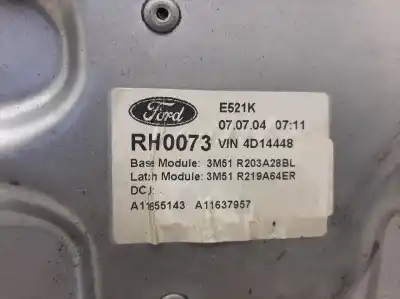 Ford
E521K
07.07.04 07:11
RH0073 VIN 4D14448
Base Module: 3M51 R203A28BL
Latch Module: 3M51 R219A64ER
DCJ:
A11655143 A11637957